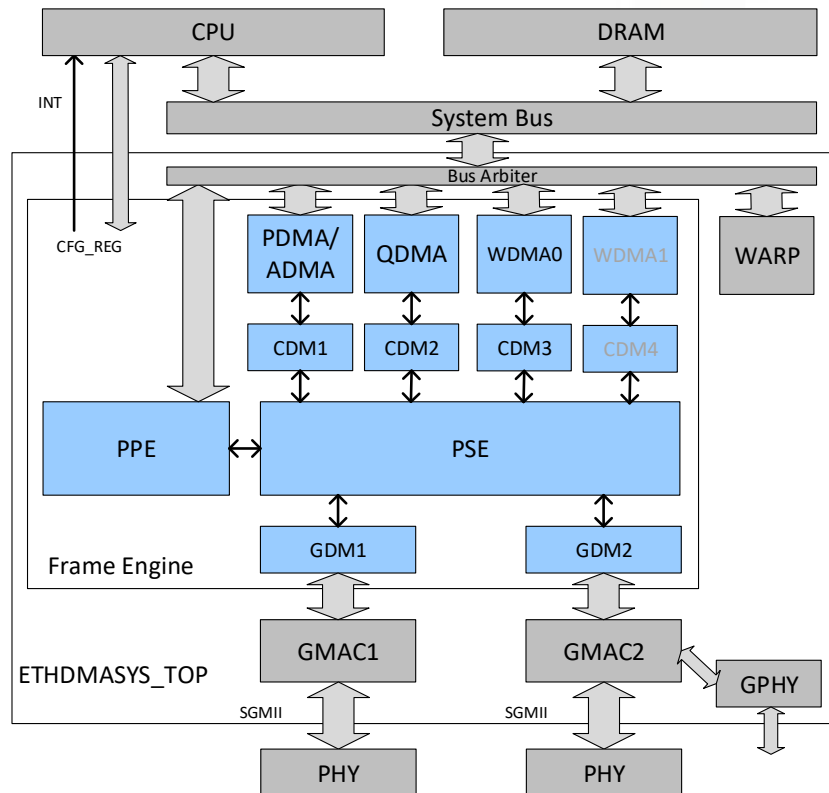 CPU
DRAM
INT
System Bus
Bus Arbiter
CFG_REG
PDMA/
ADMA
QDMA
WDMA0
WDMA1
WARP
CDM1
CDM2
CDM3
CDM4
PPE
PSE
GDM1
GDM2
Frame Engine
GMAC1
GMAC2
ETHDMASYS_TOP
GPHY
SGMII
SGMII
PHY
PHY